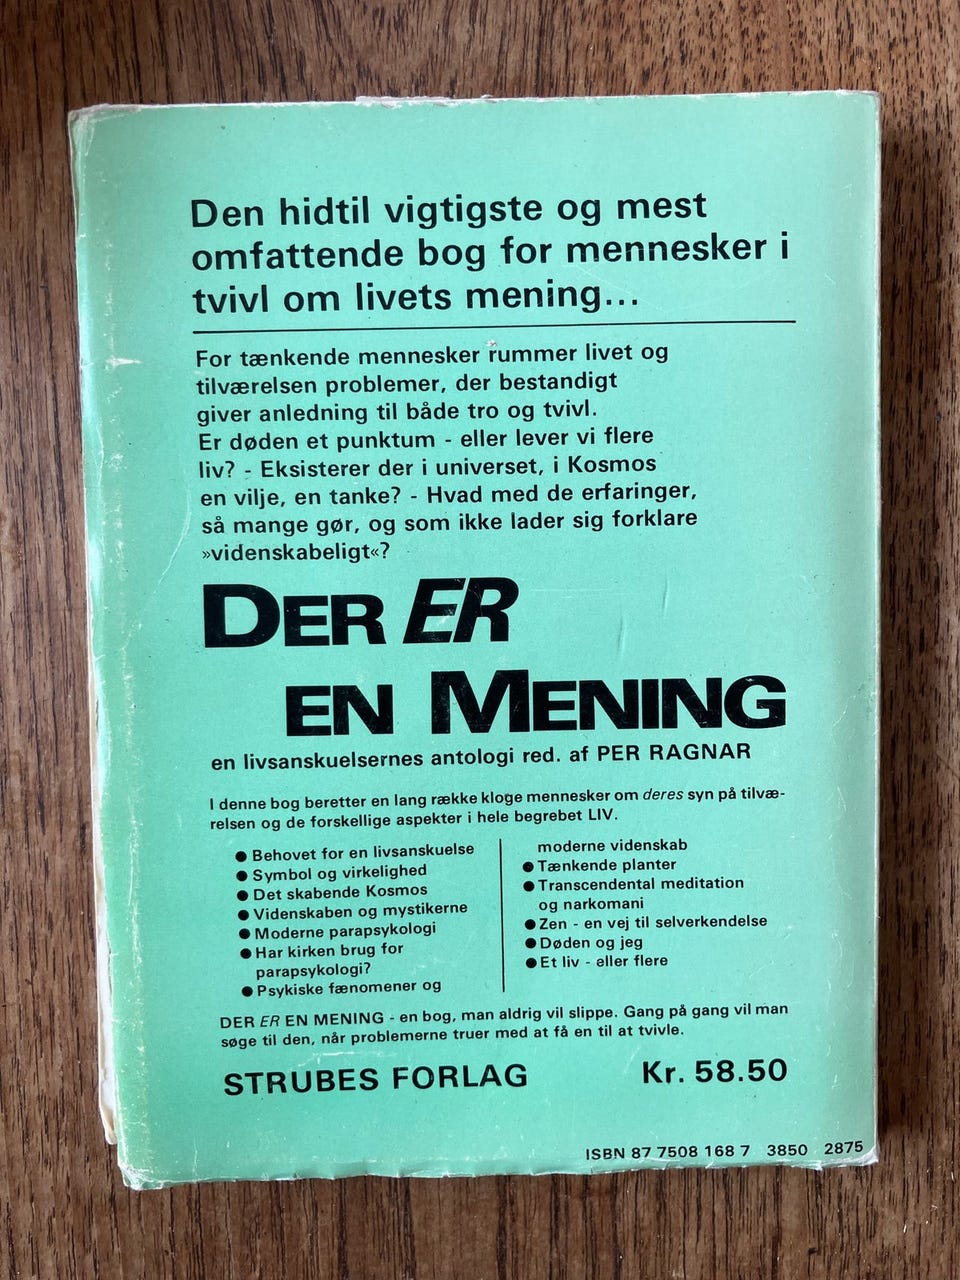 Den hidtil vigtigste og mest
omfattende bog for mennesker i
tvivl om livets mening...
For tænkende mennesker rummer livet og
tilværelsen problemer, der bestandigt
giver anledning til både tro og tvivl.
Er døden et punktum - eller lever vi flere
liv? - Eksisterer der i universet, i Kosmos
en vilje, en tanke? - Hvad med de erfaringer,
så mange gør, og som ikke lader sig forklare
»videnskabeligt«?
DER ER
EN MENING
en livsanskuelsernes antologi red. af PER RAGNAR
I denne bog beretter en lang række kloge mennesker om deres syn på tilvæ-
relsen og de forskellige aspekter i hele begrebet LIV.
● Behovet for en livsanskuelse
● Symbol og virkelighed
● Det skabende Kosmos
● Videnskaben og mystikerne
● Moderne parapsykologi
● Har kirken brug for
parapsykologi?
● Psykiske fænomener og
moderne videnskab
● Tænkende planter
● Transcendental meditation
og narkomani
● Zen - en vej til selverkendelse
● Døden og jeg
● Et liv - eller flere
DER ER EN MENING - en bog, man aldrig vil slippe. Gang på gang vil man
søge til den, når problemerne truer med at få en til at tvivle.
STRUBES FORLAG Kr. 58.50
ISBN 87 7508 168 7 3850 2875